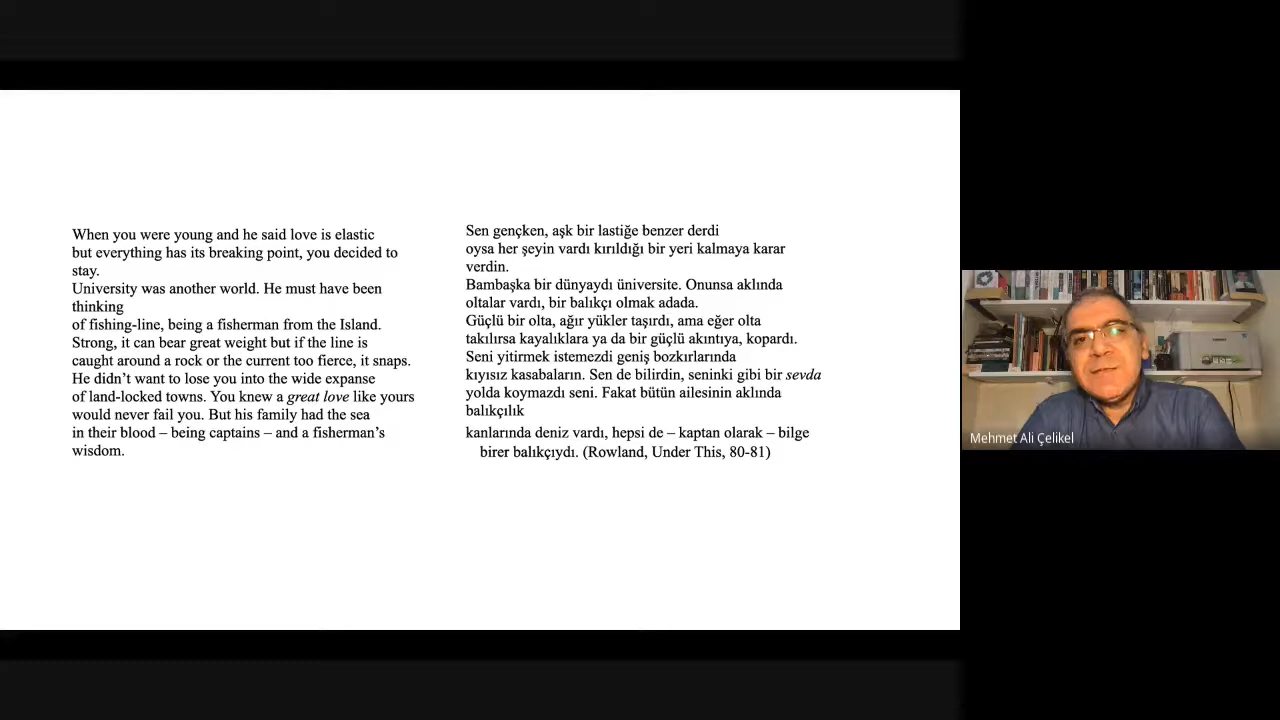 When you were young and he said love is elastic
but everything has its breaking point, you decided to
stay.
University was another world. He must have been
thinking
of fishing-line, being a fisherman from the Island.
Strong, it can bear great weight but if the line is
caught around a rock or the current too fierce, it snaps.
He didn’t want to lose you into the wide expanse
of land-locked towns. You knew a great love like yours
would never fail you. But his family had the sea
in their blood – being captains – and a fisherman’s
wisdom.
Sen gençken, aşk bir lastiğe benzer derdi
oysa her şeyin vardı kırıldığı bir yeri kalmaya karar
verdin.
Bambaşka bir dünyaydı üniversite. Onunsa aklında
oltalar vardı, bir balıkçı olmak adada.
Güçlü bir olta, ağır yükler taşırdı, ama eğer olta
takılırsa kayalıklara ya da bir güçlü akıntıya, kopardı.
Seni yitirmek istemezdi geniş bozkırlarında
kıyısız kasabaların. Sen de bilirdin, seninki gibi bir sevda
yolda koymazdı seni. Fakat bütün ailesinin aklında
balıkçılık
kanlarında deniz vardı, hepsi de – kaptan olarak – bilge
birer balıkçıydı. (Rowland, Under This, 80-81)
Mehmet Ali Çelikel